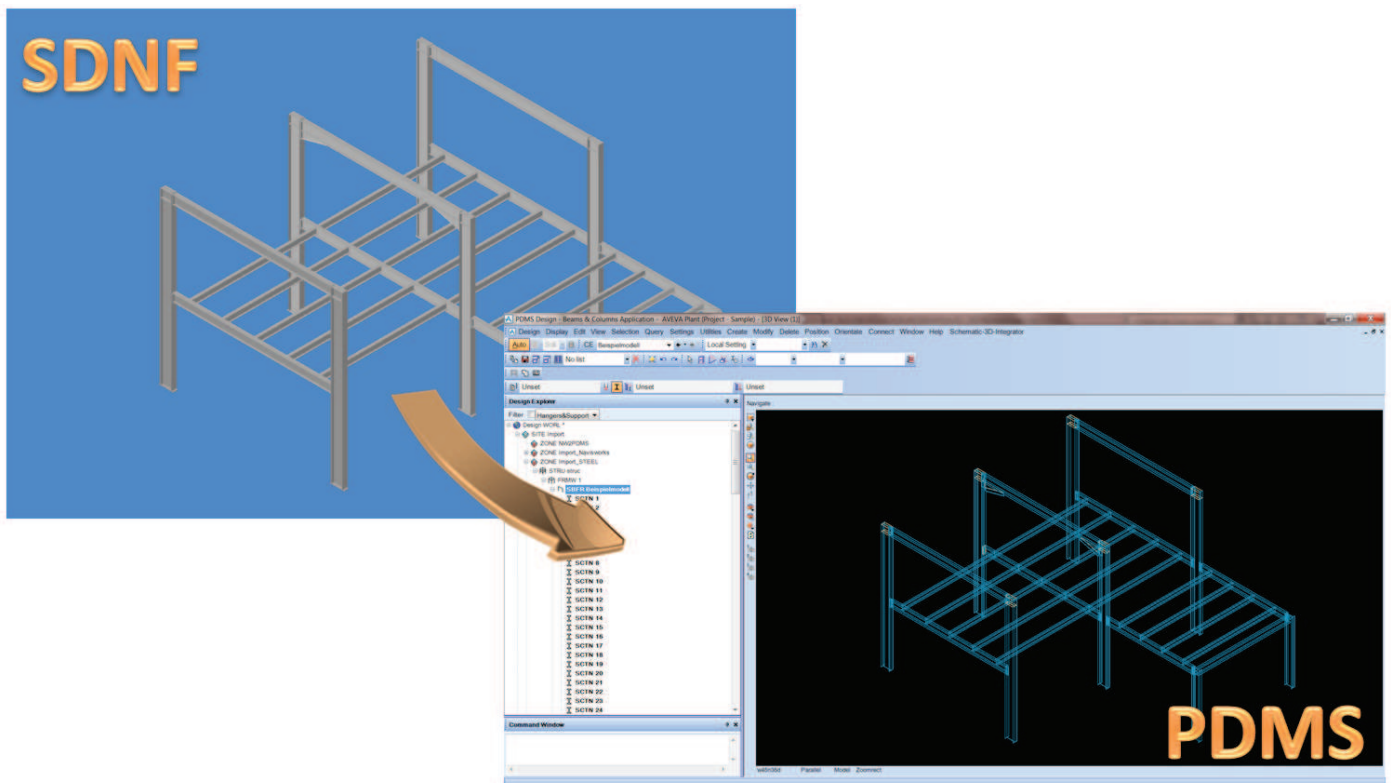 SDNF
PDMS Design - Beams & Columns Application - AVEVA Plant (Project - Sample) - [3D View (1)]
Design Display Edit View Selection Query Settings Utilities Create Modify Delete Position Orientate Connect Window Help Schematic-3D-Integrator
Auto CE Beispielmodell Local Setting
No list
Unset Unset Unset
Design Explorer
Navigate
Filter Hangers&Support
Design WORL *
SITE Import
ZONE NAQPDMS
ZONE Import_Navisworks
ZONE Import_STEEL
STRU struc
FRMW 1
SBFR Beispielmodell
SCTN 1
SCTN 8
SCTN 9
SCTN 10
SCTN 11
SCTN 12
SCTN 13
SCTN 14
SCTN 15
SCTN 16
SCTN 17
SCTN 18
SCTN 19
SCTN 20
SCTN 21
SCTN 22
SCTN 23
SCTN 24
Command Window
PDMS
Parallel Model